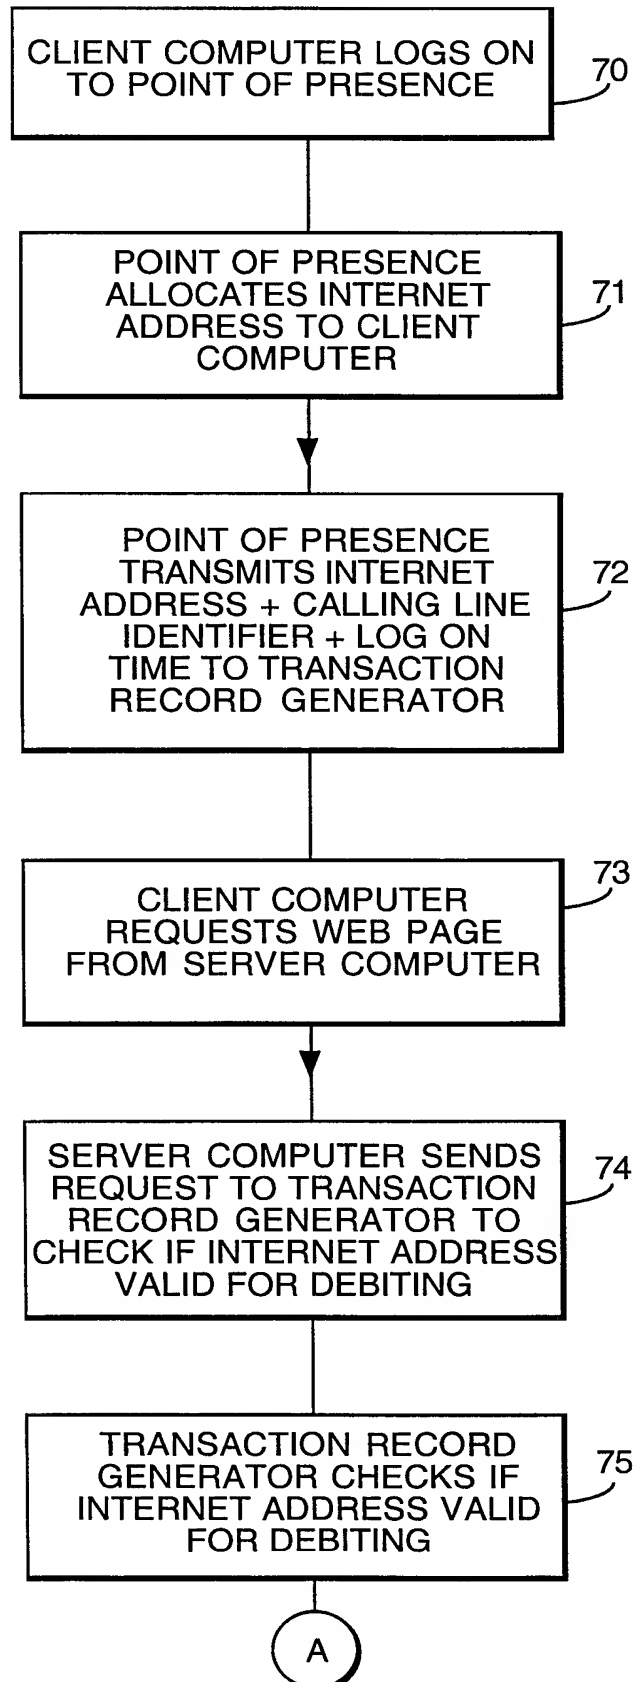 CLIENT COMPUTER LOGS ON
TO POINT OF PRESENCE
70
POINT OF PRESENCE
ALLOCATES INTERNET
ADDRESS TO CLIENT
COMPUTER
71
POINT OF PRESENCE
TRANSMITS INTERNET
ADDRESS + CALLING LINE
IDENTIFIER + LOG ON
TIME TO TRANSACTION
RECORD GENERATOR
72
CLIENT COMPUTER
REQUESTS WEB PAGE
FROM SERVER COMPUTER
73
SERVER COMPUTER SENDS
REQUEST TO TRANSACTION
RECORD GENERATOR TO
CHECK IF INTERNET ADDRESS
VALID FOR DEBITING
74
TRANSACTION RECORD
GENERATOR CHECKS IF
INTERNET ADDRESS VALID
FOR DEBITING
75
A